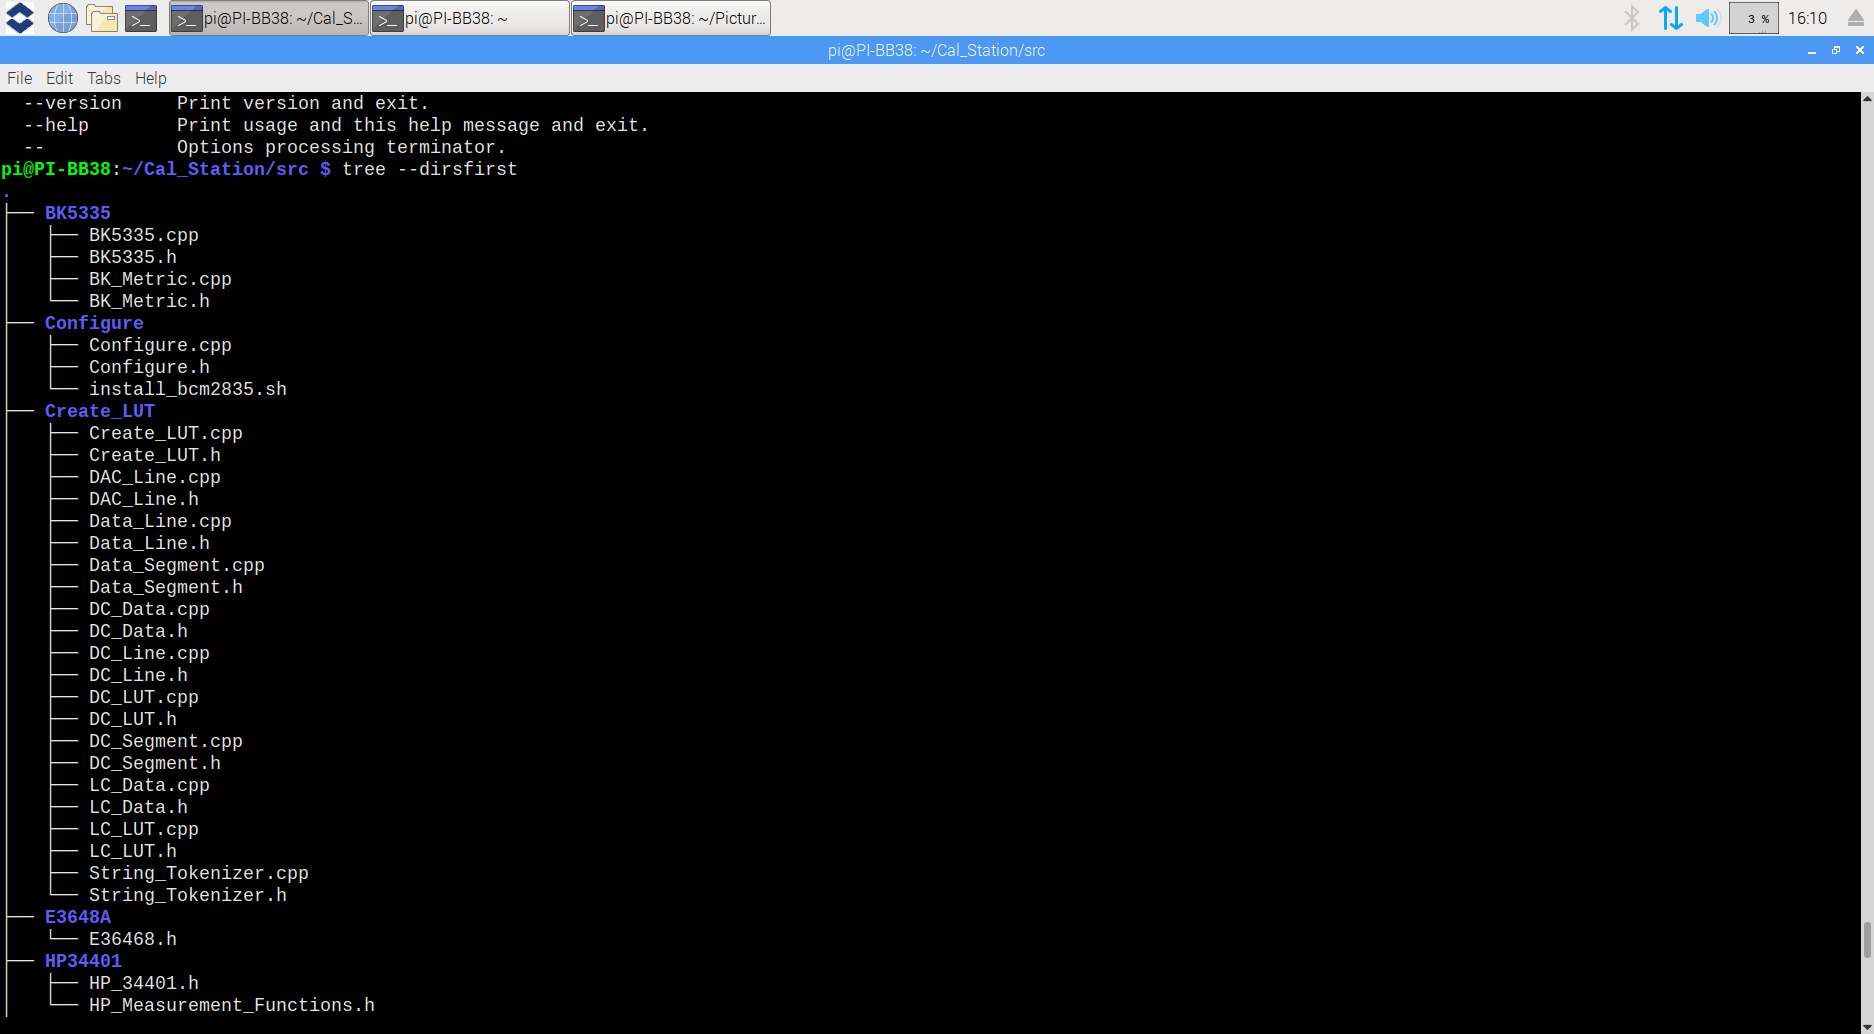 pi@PI-BB38: ~/Cal_S... pi@PI-BB38: ~ pi@PI-BB38: ~/Pictur... 3 % 16:10
pi@PI-BB38: ~/Cal_Station/src
File Edit Tabs Help
--version     Print version and exit.
--help        Print usage and this help message and exit.
--            Options processing terminator.
pi@PI-BB38:~/Cal_Station/src $ tree --dirsfirst
.
├── BK5335
│   ├── BK5335.cpp
│   ├── BK5335.h
│   ├── BK_Metric.cpp
│   └── BK_Metric.h
├── Configure
│   ├── Configure.cpp
│   ├── Configure.h
│   └── install_bcm2835.sh
├── Create_LUT
│   ├── Create_LUT.cpp
│   ├── Create_LUT.h
│   ├── DAC_Line.cpp
│   ├── DAC_Line.h
│   ├── Data_Line.cpp
│   ├── Data_Line.h
│   ├── Data_Segment.cpp
│   ├── Data_Segment.h
│   ├── DC_Data.cpp
│   ├── DC_Data.h
│   ├── DC_Line.cpp
│   ├── DC_Line.h
│   ├── DC_LUT.cpp
│   ├── DC_LUT.h
│   ├── DC_Segment.cpp
│   ├── DC_Segment.h
│   ├── LC_Data.cpp
│   ├── LC_Data.h
│   ├── LC_LUT.cpp
│   ├── LC_LUT.h
│   ├── String_Tokenizer.cpp
│   └── String_Tokenizer.h
├── E3648A
│   └── E36468.h
├── HP34401
│   ├── HP_34401.h
│   └── HP_Measurement_Functions.h